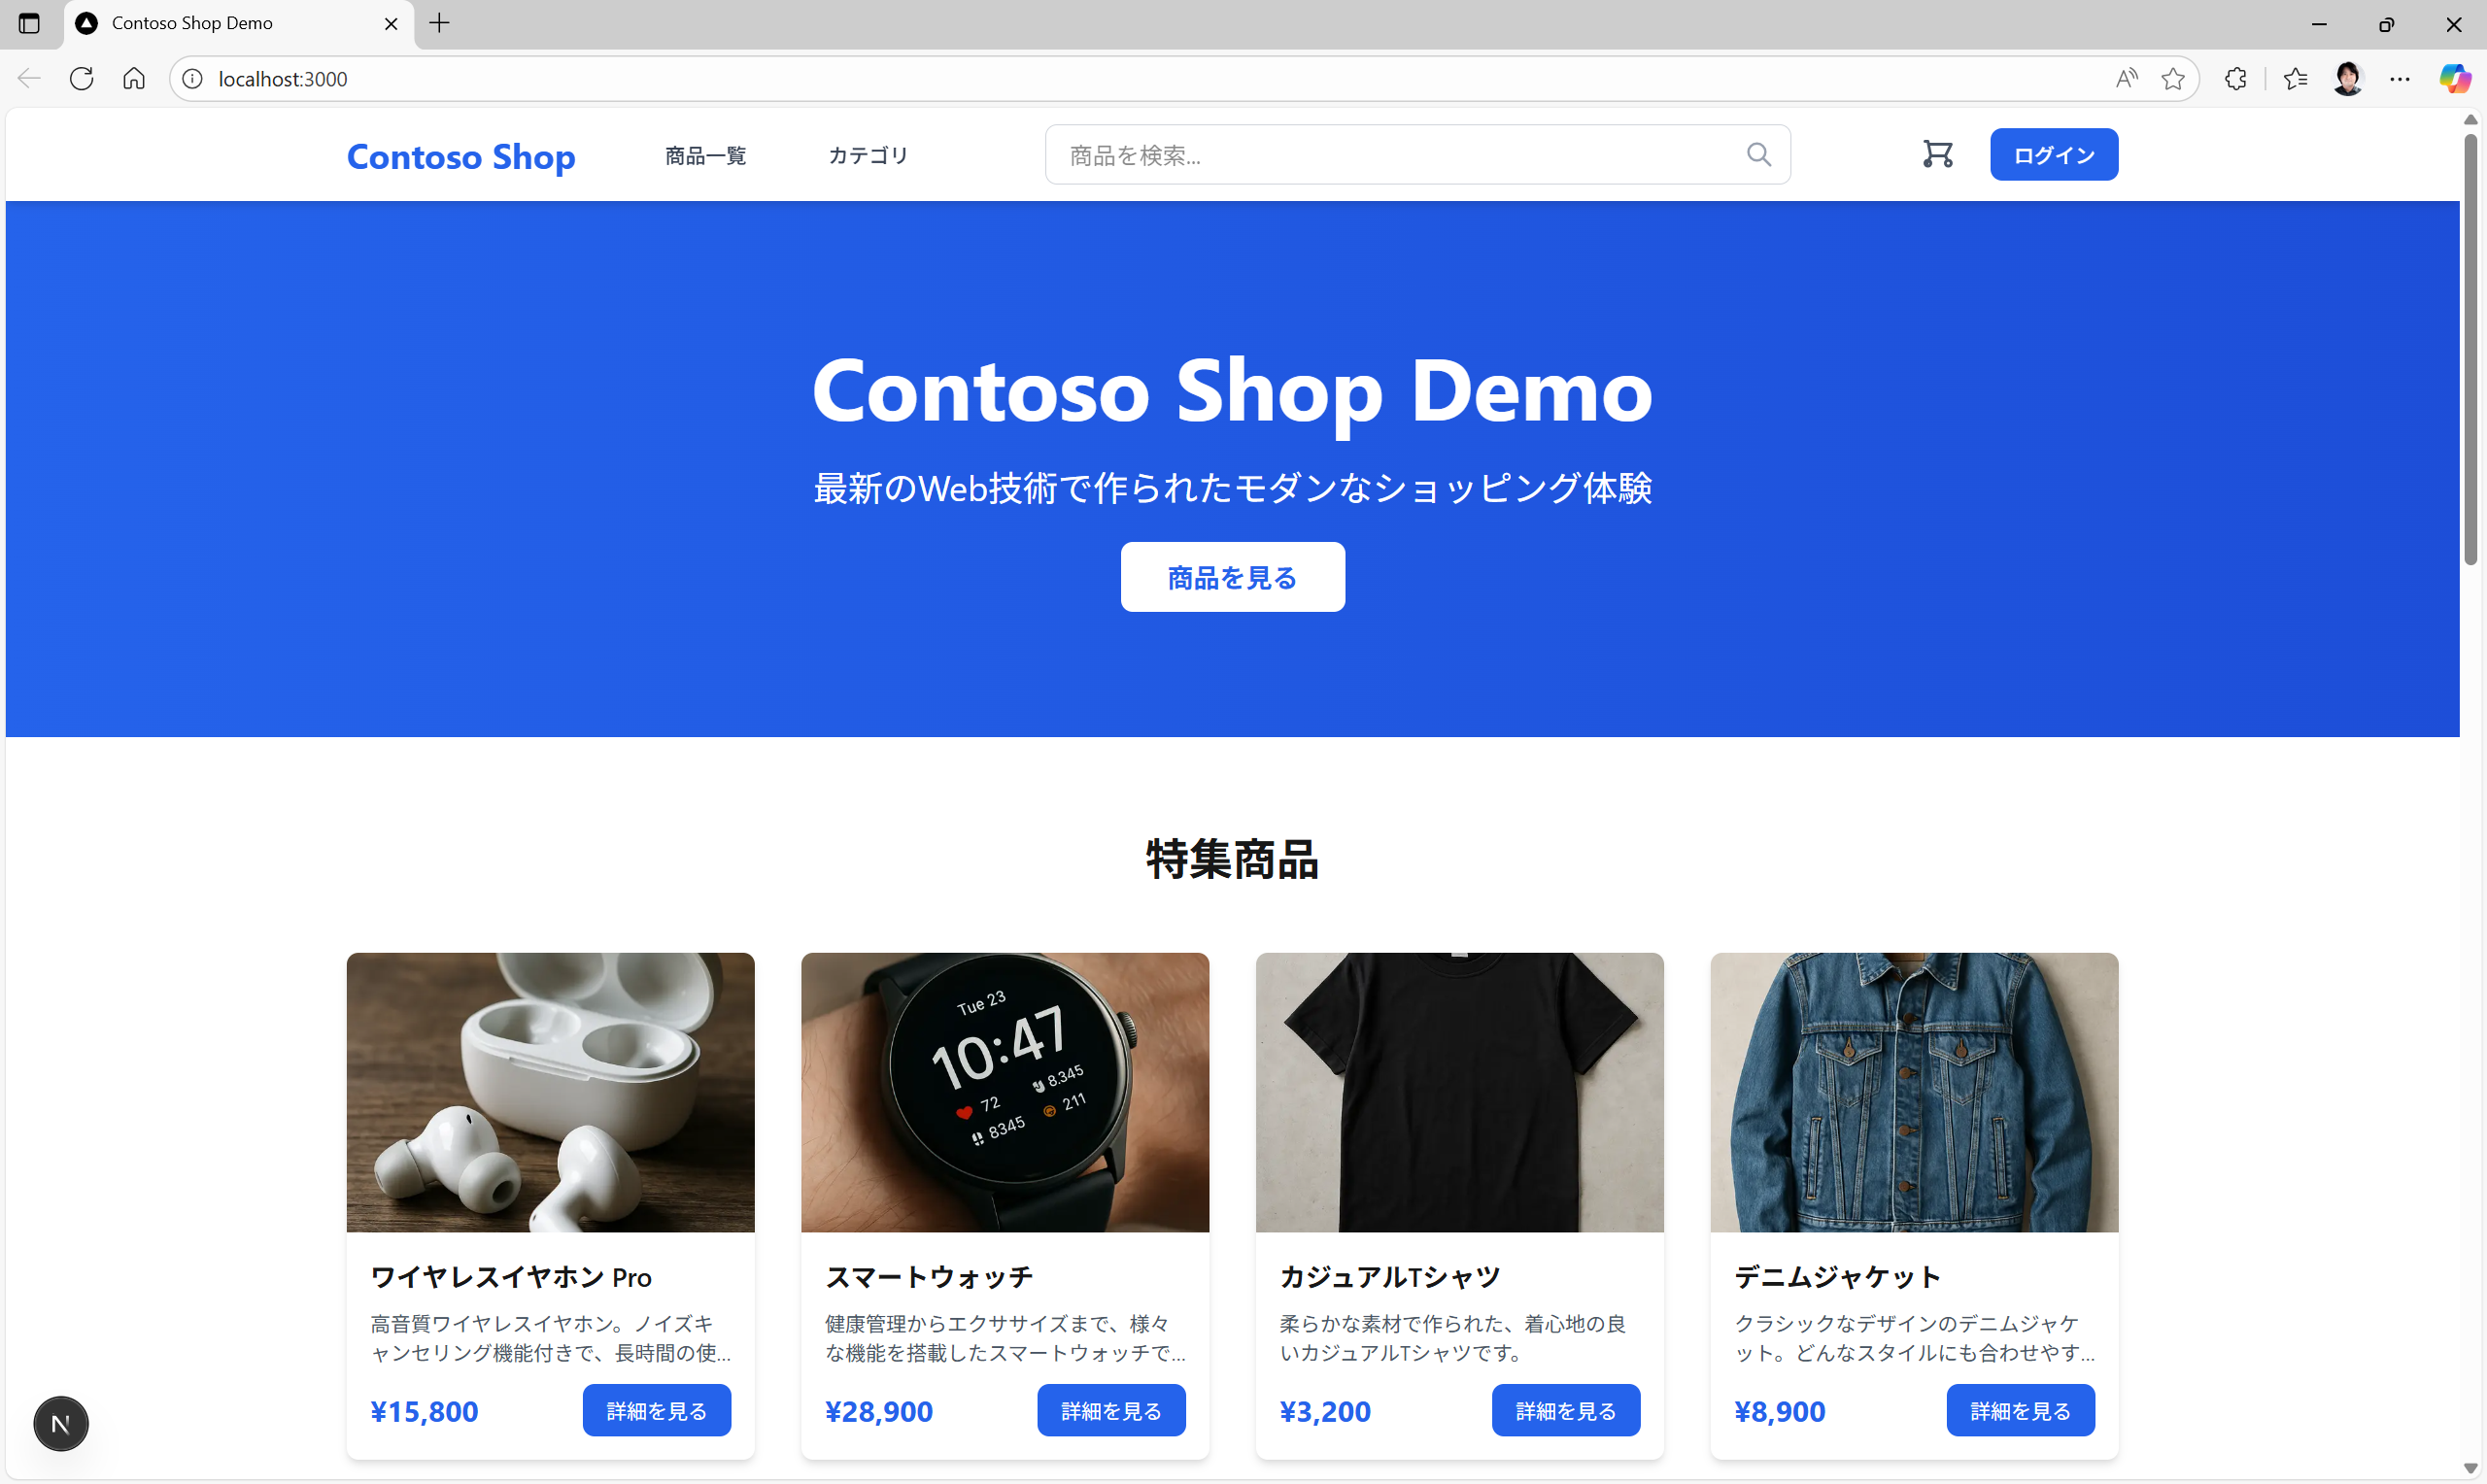 Contoso Shop Demo
localhost:3000
Contoso Shop
商品一覧
カテゴリ
商品を検索...
ログイン
Contoso Shop Demo
最新のWeb技術で作られたモダンなショッピング体験
商品を見る
特集商品
Tue 23
10:47
72
8.345
8345
211
ワイヤレスイヤホン Pro
高音質ワイヤレスイヤホン。ノイズキ
ャンセリング機能付きで、長時間の使...
¥15,800
詳細を見る
スマートウォッチ
健康管理からエクササイズまで、様々
な機能を搭載したスマートウォッチで...
¥28,900
詳細を見る
カジュアルTシャツ
柔らかな素材で作られた、着心地の良
いカジュアルTシャツです。
¥3,200
詳細を見る
デニムジャケット
クラシックなデザインのデニムジャケ
ット。どんなスタイルにも合わせやす...
¥8,900
詳細を見る
N